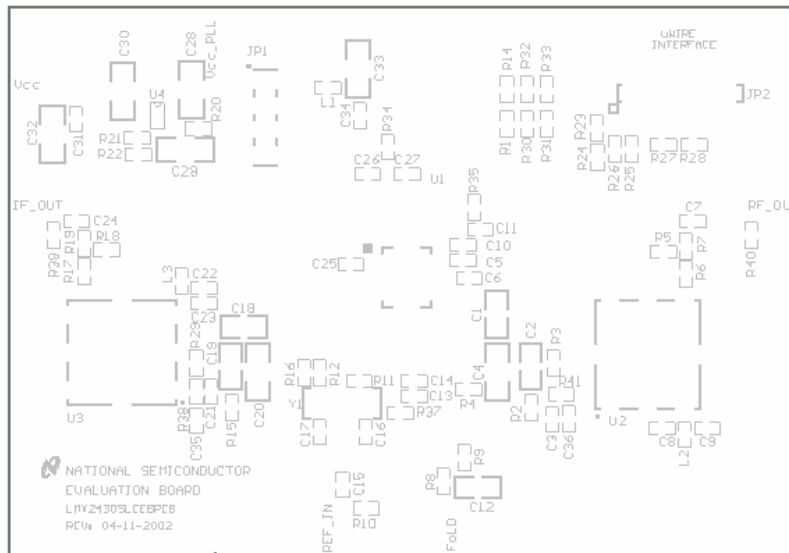 C30
C28
Vcc_PLL
JP1
C33
R14
R32
R33
uWIRE
INTERFACE
Vcc
U4
L1
JP2
C32
C31
R20
C34
R34
R1
R30
R31
R23
R21
R22
C29
R24
R26
R25
R27
R28
C26
C27
U1
R35
IF_OUT
C24
C7
RF_OU
R39
R19
R18
R17
C11
C10
C5
C6
C25
R5
R7
R6
R40
L3
C22
C23
C18
C1
C2
R3
R29
C19
C20
R16
R12
R11
C14
C13
R37
C4
R4
R41
U3
R38
C21
C35
R15
Y1
C17
C16
R2
C3
C36
U2
C8
L2
C9
NATIONAL SEMICONDUCTOR
EVALUATION BOARD
LMX2430SLEEBPCB
REV: 04-11-2002
REF_IN
C15
R10
R8
R9
FoLD
C12